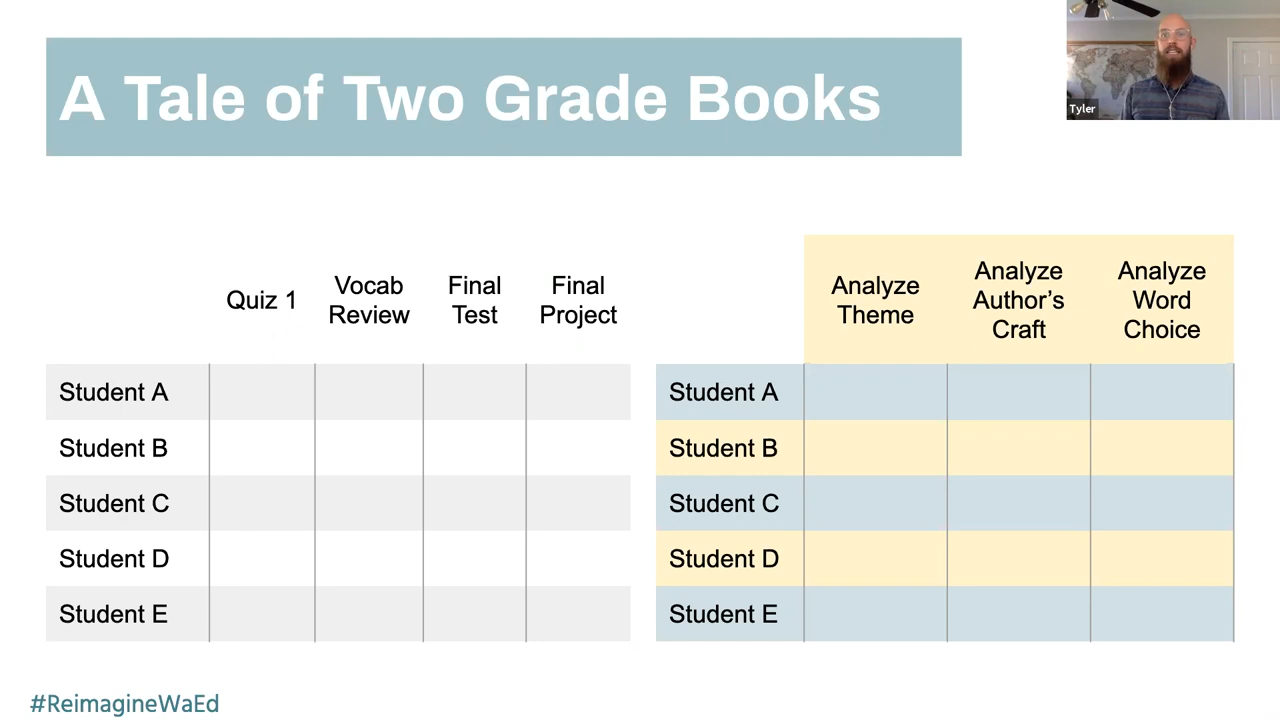 A Tale of Two Grade Books
Tyler
Quiz 1
Vocab
Review
Final
Test
Final
Project
Student A
Student B
Student C
Student D
Student E
Analyze
Theme
Analyze
Author's
Craft
Analyze
Word
Choice
Student A
Student B
Student C
Student D
Student E
#ReimagineWaEd